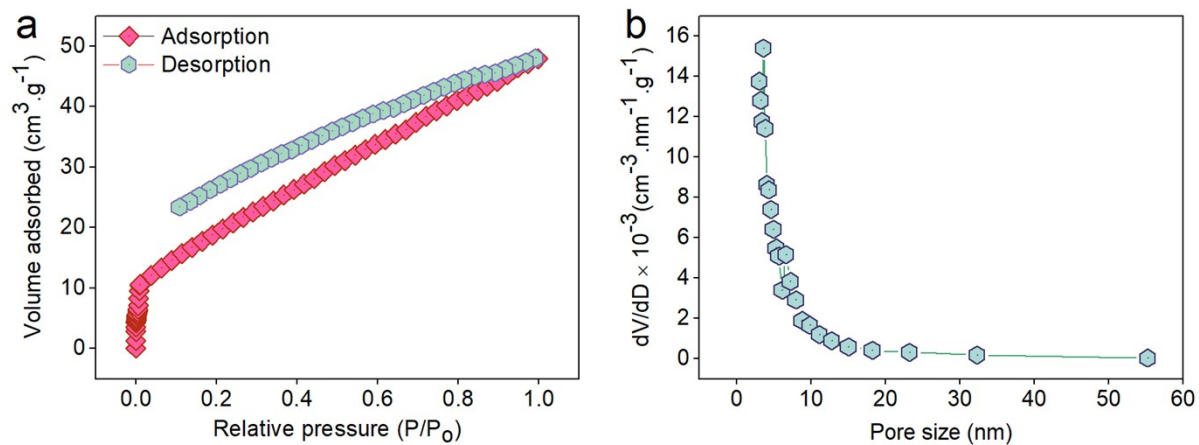 a
Volume adsorbed (cm³.g⁻¹)
50
40
30
20
10
0
Adsorption
Desorption
0.0 0.2 0.4 0.6 0.8 1.0
Relative pressure (P/Pₒ)
b
dV/dD × 10⁻³(cm⁻³.nm⁻¹.g⁻¹)
16
14
12
10
8
6
4
2
0
0 10 20 30 40 50 60
Pore size (nm)